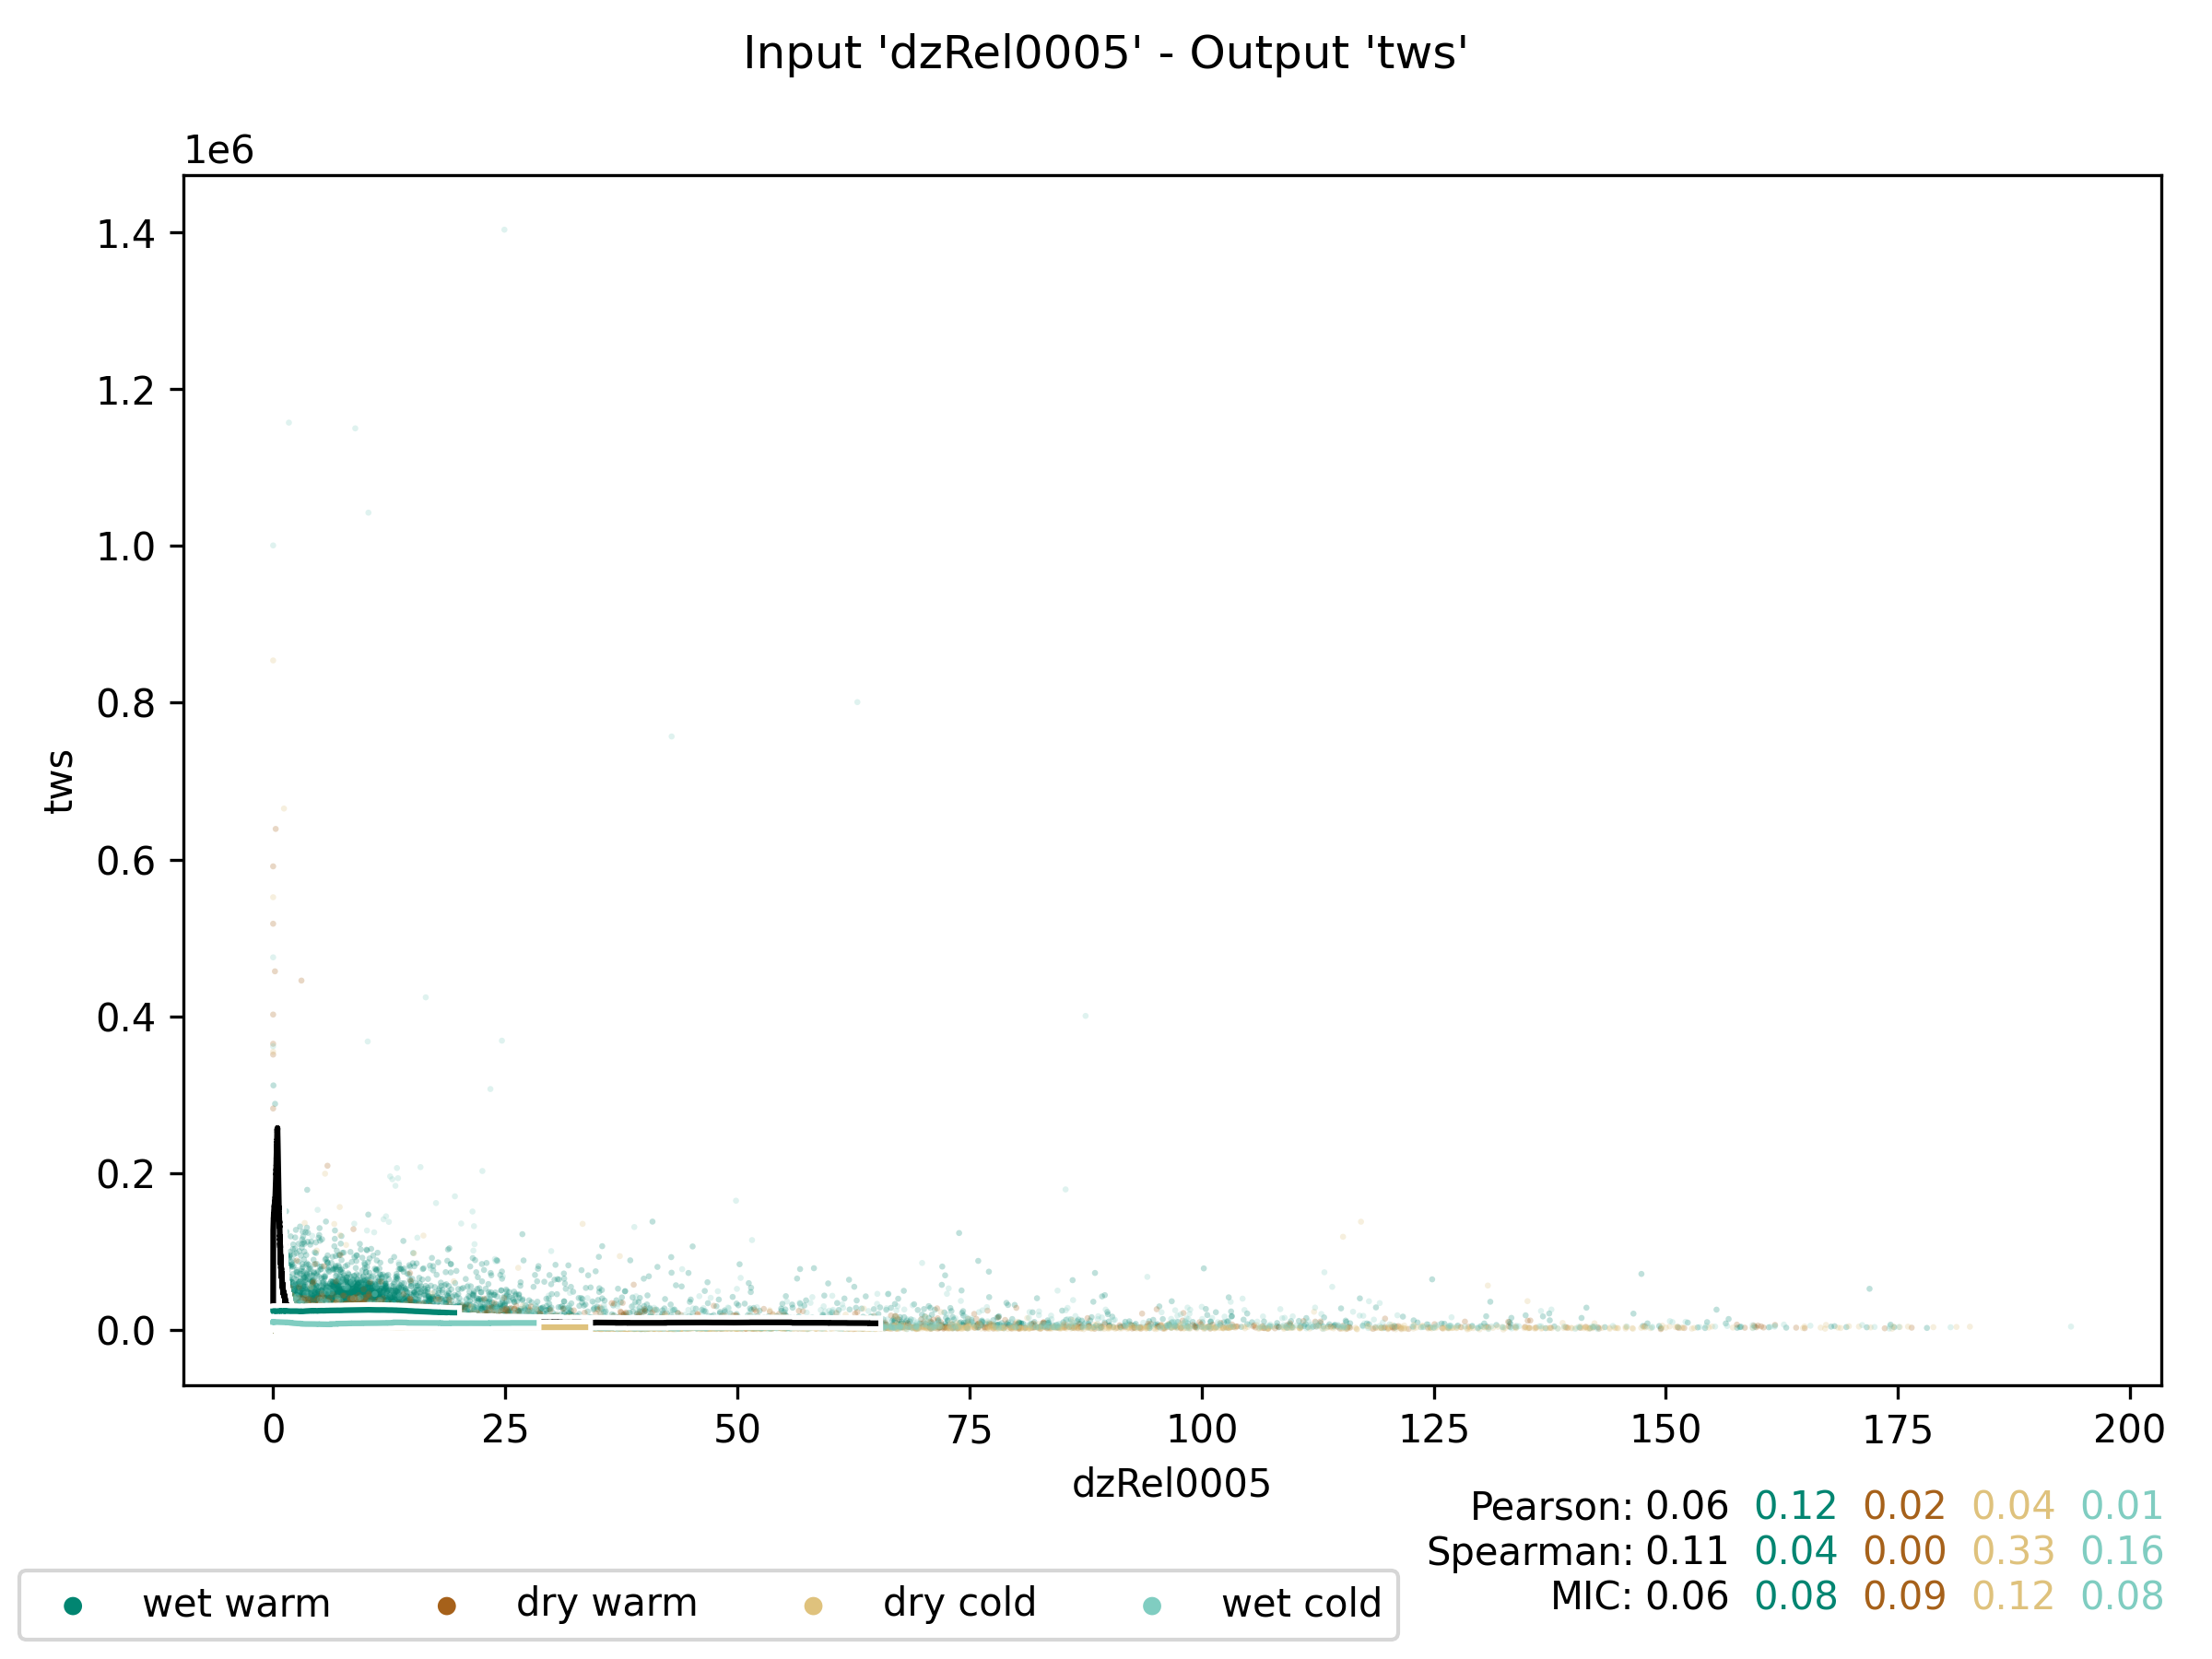 Input 'dzRel0005' - Output 'tws'
1e6
1.4
1.2
1.0
0.8
0.6
0.4
0.2
0.0
tws
0 25 50 75 100 125 150 175 200
dzRel0005
Pearson: 0.06 0.12 0.02 0.04 0.01
Spearman: 0.11 0.04 0.00 0.33 0.16
MIC: 0.06 0.08 0.09 0.12 0.08
wet warm dry warm dry cold wet cold